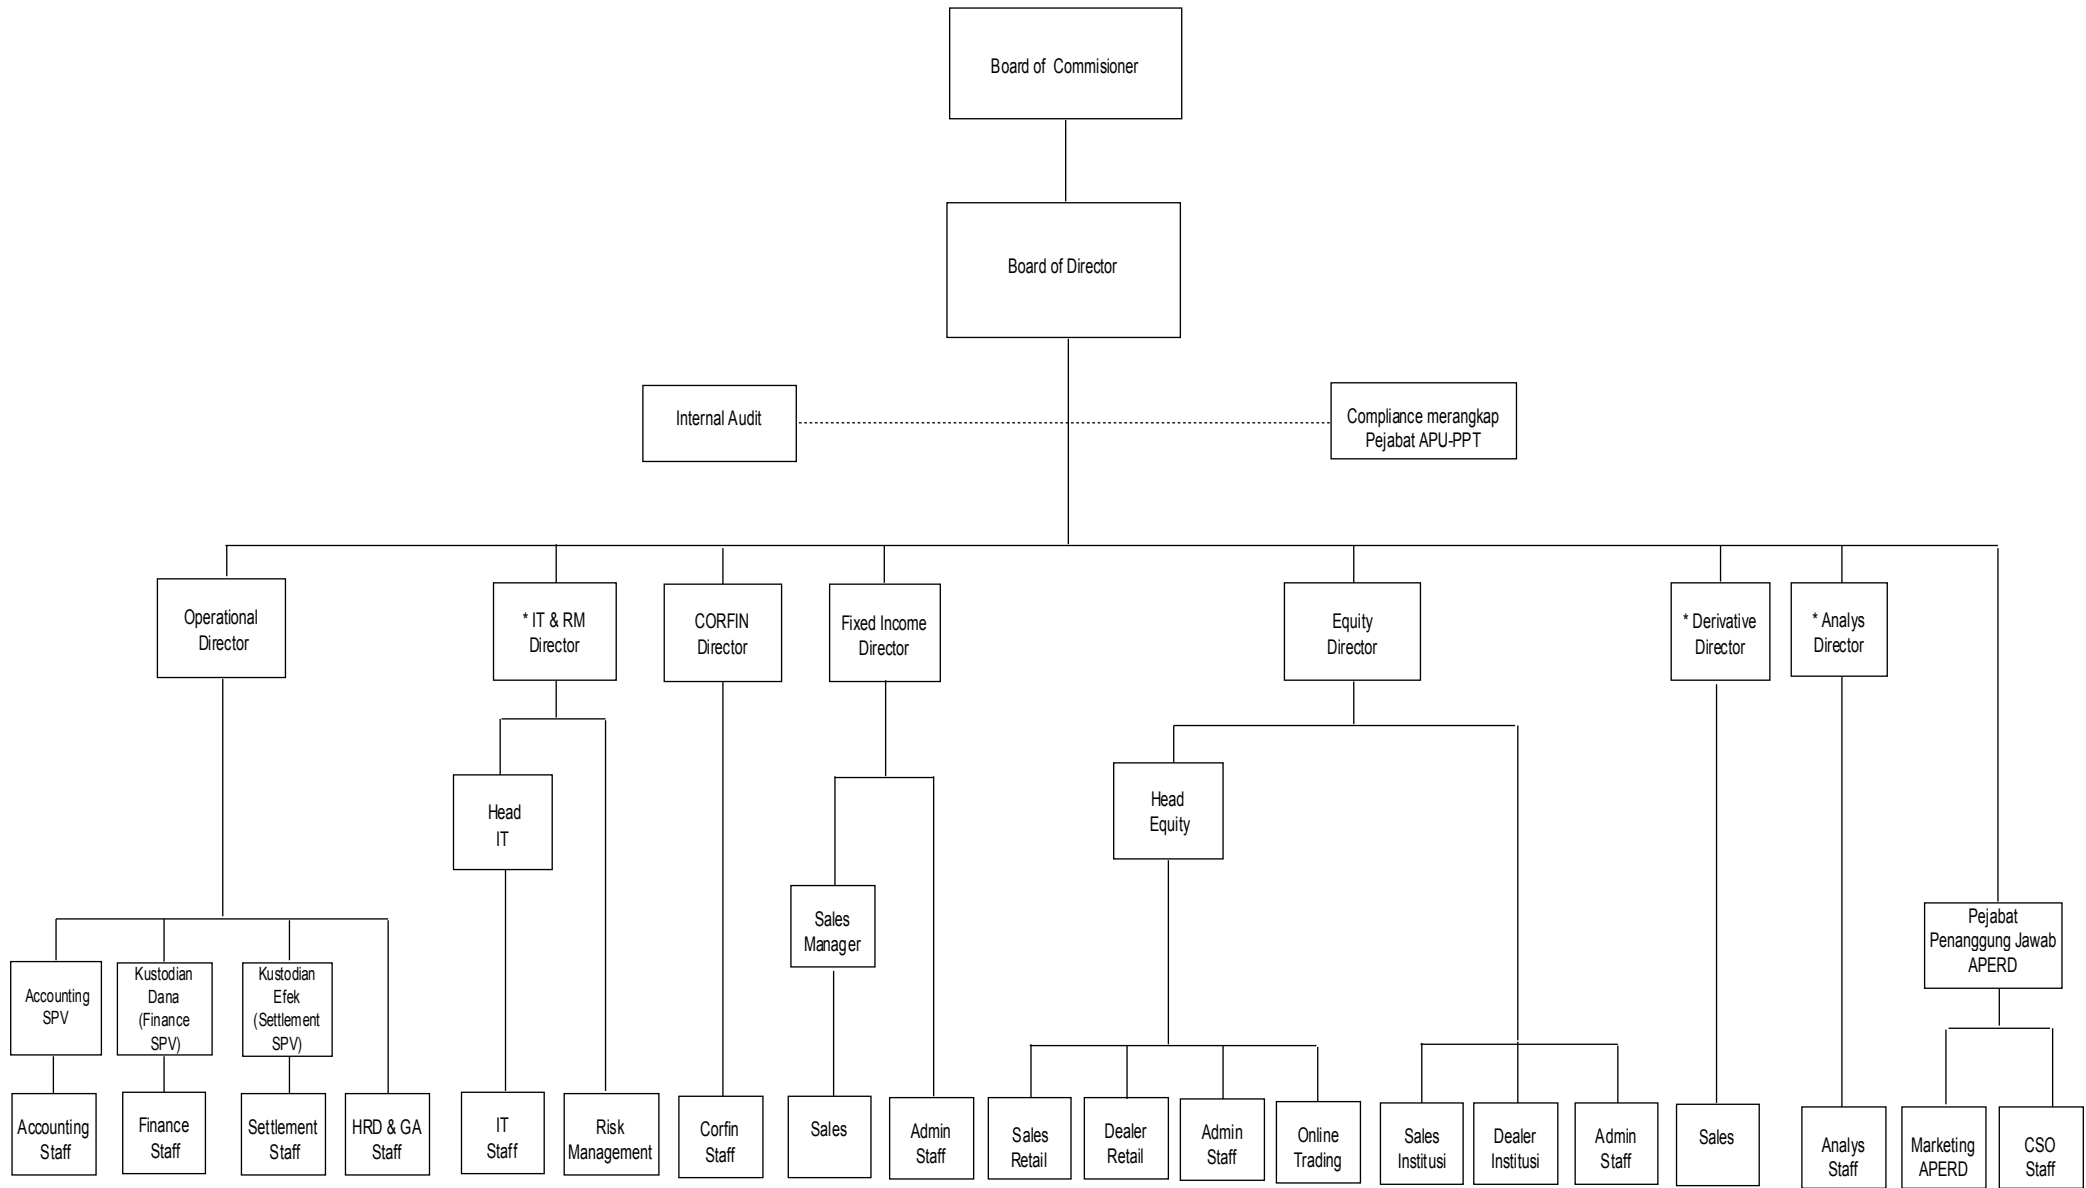 Board of Commisioner
Board of Director
Internal Audit
Compliance merangkap
Pejabat APU-PPT
Operational
Director
* IT & RM
Director
CORFIN
Director
Fixed Income
Director
Equity
Director
* Derivative
Director
* Analys
Director
Head
IT
Head
Equity
Sales
Manager
Pejabat
Penanggung Jawab
APERD
Accounting
SPV
Kustodian
Dana
(Finance
SPV)
Kustodian
Efek
(Settlement
SPV)
Accounting
Staff
Finance
Staff
Settlement
Staff
HRD & GA
Staff
IT
Staff
Risk
Management
Corfin
Staff
Sales
Admin
Staff
Sales
Retail
Dealer
Retail
Admin
Staff
Online
Trading
Sales
Institusi
Dealer
Institusi
Admin
Staff
Sales
Analys
Staff
Marketing
APERD
CSO
Staff